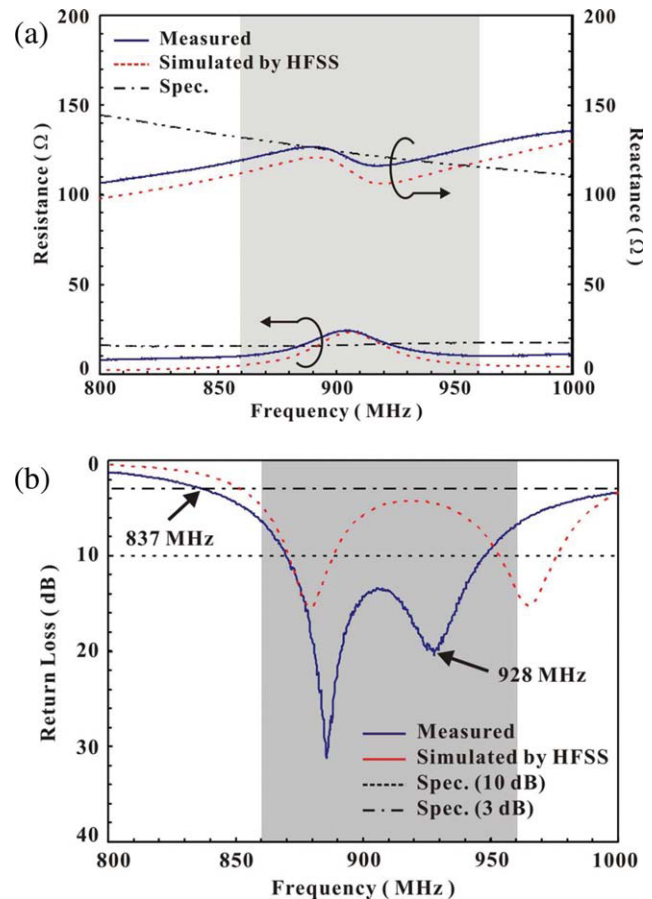 (a)
200
150
100
50
0
Resistance ( Ω )
Measured
Simulated by HFSS
Spec.
200
150
100
50
0
Reactance ( Ω )
800 850 900 950 1000
Frequency ( MHz )
(b)
0
10
20
30
40
Return Loss ( dB )
837 MHz
928 MHz
Measured
Simulated by HFSS
Spec. (10 dB)
Spec. (3 dB)
800 850 900 950 1000
Frequency ( MHz )